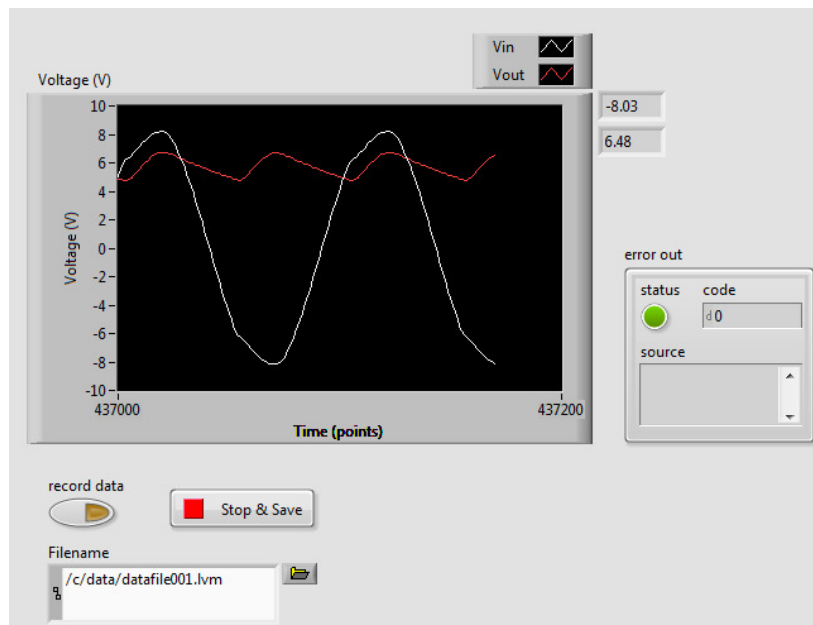 Vin
Vout
Voltage (V)
10
8
6
4
2
0
-2
-4
-6
-8
-10
Voltage (V)
437000
437200
Time (points)
-8.03
6.48
error out
status
code
d 0
source
record data
Stop & Save
Filename
/c/data/datafile001.lvm